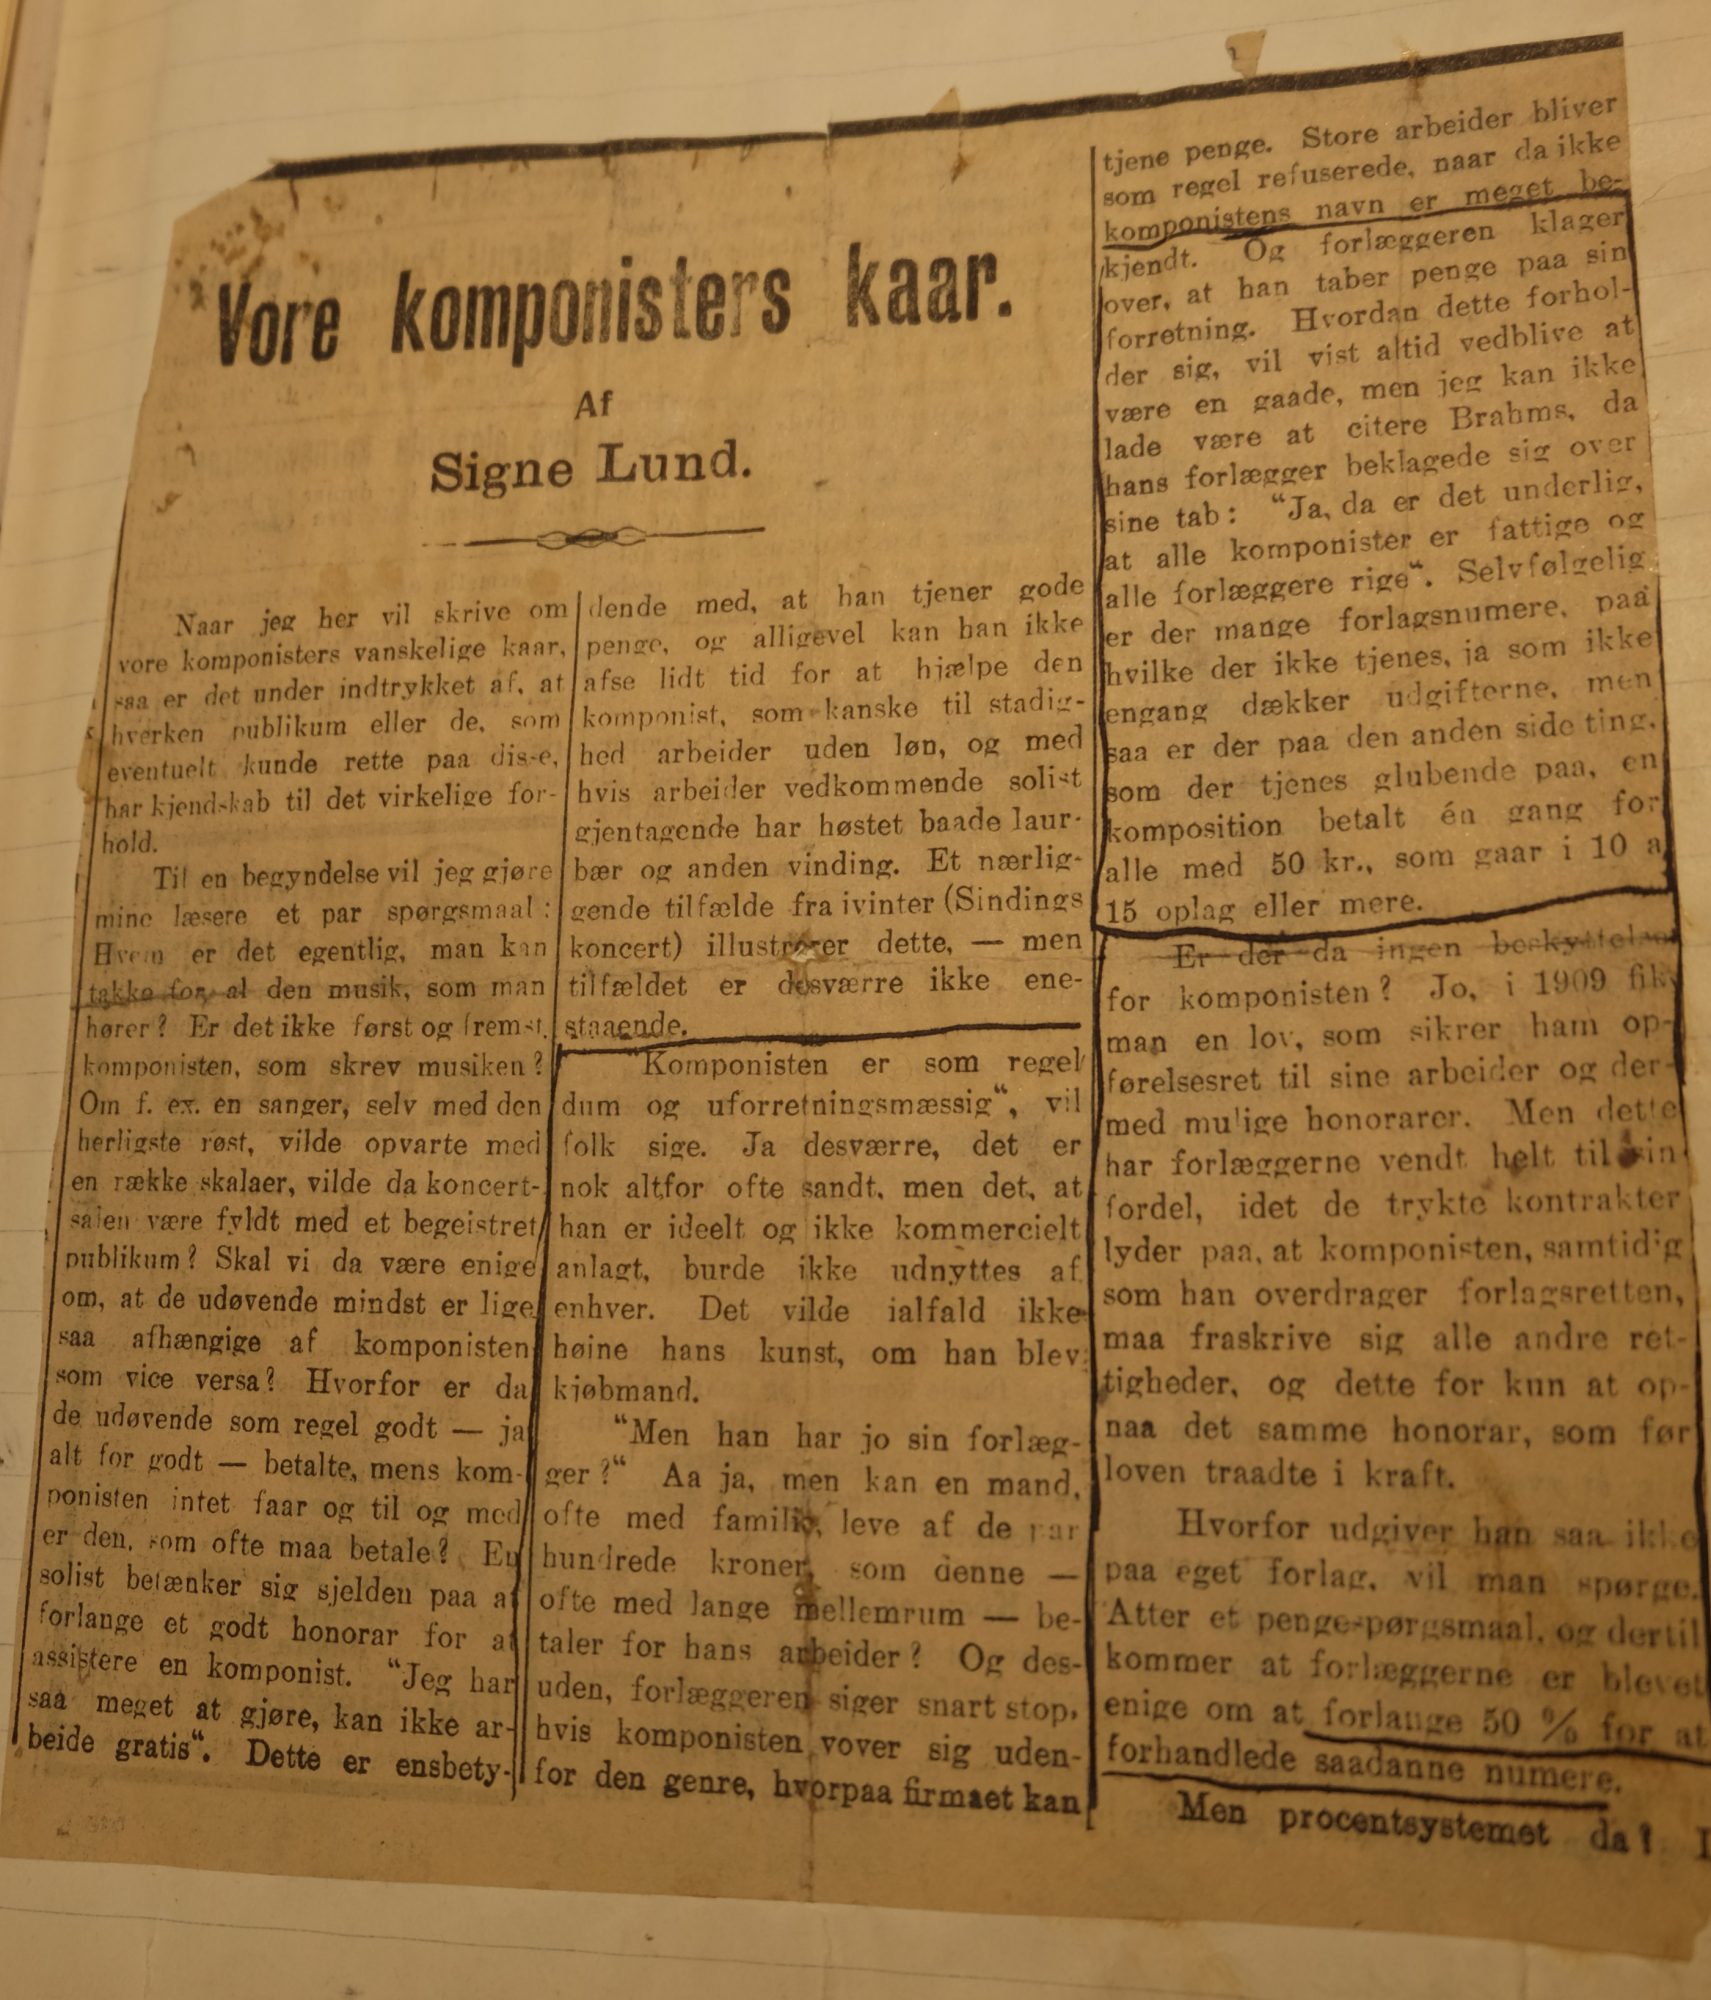 Vore komponisters kaar.
Af
Signe Lund.
Naar jeg her vil skrive om
vore komponisters vanskelige kaar,
saa er det under indtrykket af, at
hverken publikum eller de, som
eventuelt kunde rette paa disse,
har kjendskab til det virkelige for-
hold.
Til en begyndelse vil jeg gjøre
mine læsere et par spørgsmaal:
Hvem er det egentlig, man kan
takke for al den musik, som man
hører? Er det ikke først og fremst
komponisten, som skrev musiken?
Om f. ex. en sanger, selv med den
herligste røst, vilde opvarte med
en række skalaer, vilde da koncert-
salen være fyldt med et begeistret
publikum? Skal vi da være enige
om, at de udøvende mindst er lige
saa afhængige af komponisten
som vice versa? Hvorfor er da
de udøvende som regel godt — ja
alt for godt — betalte, mens kom-
ponisten intet faar og til og med
er den, som ofte maa betale? En
solist betænker sig sjelden paa at
forlange et godt honorar for at
assistere en komponist. “Jeg har
saa meget at gjøre, kan ikke ar-
beide gratis“. Dette er ensbety-
dende med, at han tjener gode
penge, og alligevel kan han ikke
afse lidt tid for at hjælpe den
komponist, som kanske til stadig-
hed arbeider uden løn, og med
hvis arbeider vedkommende solist
gjentagende har høstet baade laur-
bær og anden vinding. Et nærlig-
gende tilfælde fra ivinter (Sindings
koncert) illustrerer dette, — men
tilfældet er desværre ikke ene-
staaende.
“Komponisten er som regel
dum og uforretningsmæssig“, vil
folk sige. Ja desværre, det er
nok altfor ofte sandt, men det, at
han er ideelt og ikke kommercielt
anlagt, burde ikke udnyttes af
enhver. Det vilde ialfald ikke
høine hans kunst, om han blev
kjøbmand.
“Men han har jo sin forlæg-
ger?“ Aa ja, men kan en mand,
ofte med familie, leve af de par
hundrede kroner, som denne —
ofte med lange mellemrum — be-
taler for hans arbeider? Og des-
uden, forlæggeren siger snart stop,
hvis komponisten vover sig uden-
for den genre, hvorpaa firmaet kan
tjene penge. Store arbeider bliver
som regel refuserede, naar da ikke
komponistens navn er meget be-
kjendt. Og forlæggeren klager
over, at han taber penge paa sin
forretning. Hvordan dette forhol-
der sig, vil vist altid vedblive at
være en gaade, men jeg kan ikke
lade være at citere Brahms, da
hans forlægger beklagede sig over
sine tab: “Ja, da er det underlig,
at alle komponister er fattige og
alle forlæggere rige“. Selvfølgelig
er der mange forlagsnumere, paa
hvilke der ikke tjenes, ja som ikke
engang dækker udgifterne, men
saa er der paa den anden side ting,
som der tjenes glubende paa, en
komposition betalt én gang for
alle med 50 kr., som gaar i 10 a
15 oplag eller mere.
Er der da ingen beskyttelse
for komponisten? Jo, i 1909 fik
man en lov, som sikrer ham op-
førelsesret til sine arbeider og der-
med mulige honorarer. Men dette
har forlæggerne vendt helt til sin
fordel, idet de trykte kontrakter
lyder paa, at komponisten, samtidig
som han overdrager forlagsretten,
maa fraskrive sig alle andre ret-
tigheder, og dette for kun at op-
naa det samme honorar, som før
loven traadte i kraft.
Hvorfor udgiver han saa ikke
paa eget forlag, vil man spørge.
Atter et pengespørgsmaal, og dertil
kommer at forlæggerne er blevet
enige om at forlange 50 % for at
forhandlede saadanne numere.
Men procentsystemet da!